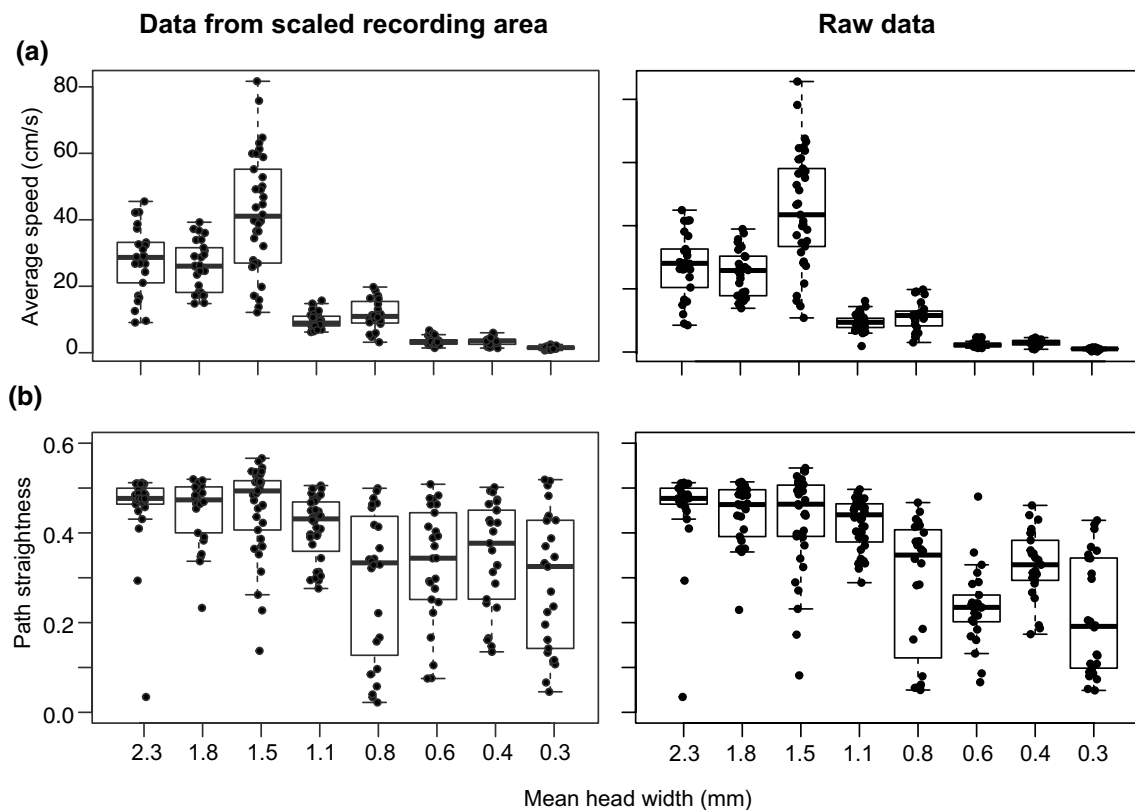 Data from scaled recording area Raw data
(a)
Average speed (cm/s)
80
60
40
20
0
(b)
Path straightness
0.6
0.4
0.2
0.0
2.3 1.8 1.5 1.1 0.8 0.6 0.4 0.3 2.3 1.8 1.5 1.1 0.8 0.6 0.4 0.3
Mean head width (mm)